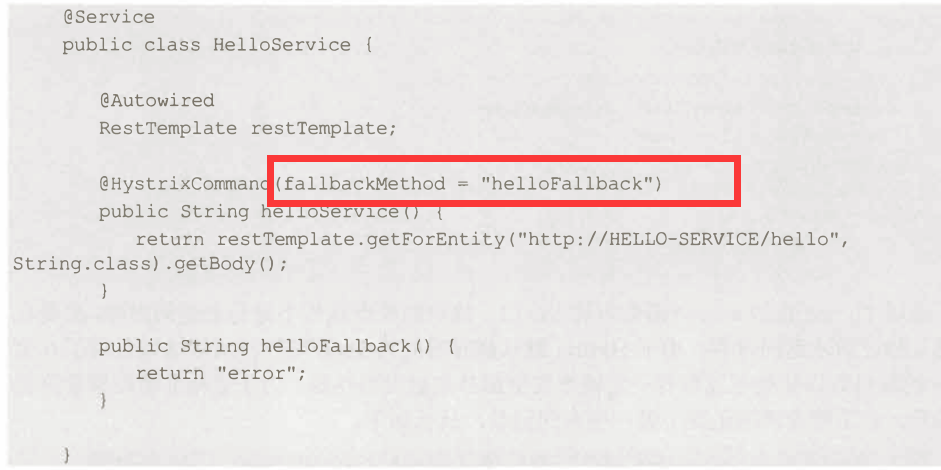 @Service
public class HelloService {
@Autowired
RestTemplate restTemplate;
@HystrixCommand(fallbackMethod = "helloFallback")
public String helloService() {
return restTemplate.getForEntity("http://HELLO-SERVICE/hello",
String.class).getBody();
}
public String helloFallback() {
return "error";
}
}